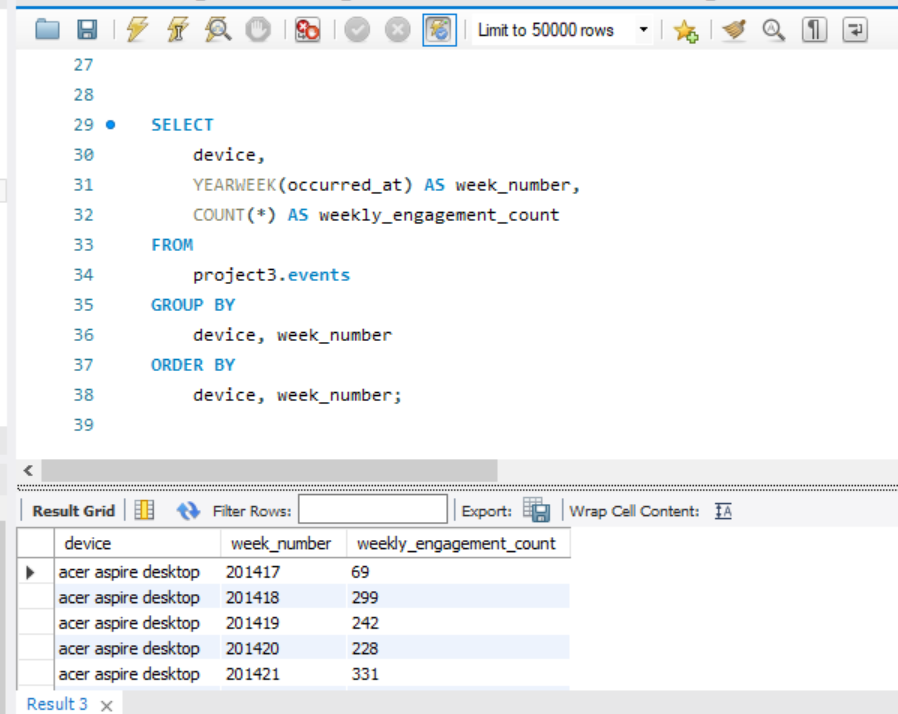 Limit to 50000 rows
27
28
29 SELECT
30 device,
31 YEARWEEK(occurred_at) AS week_number,
32 COUNT(*) AS weekly_engagement_count
33 FROM
34 project3.events
35 GROUP BY
36 device, week_number
37 ORDER BY
38 device, week_number;
39
Result Grid Filter Rows: Export: Wrap Cell Content: IA
device week_number weekly_engagement_count
acer aspire desktop 201417 69
acer aspire desktop 201418 299
acer aspire desktop 201419 242
acer aspire desktop 201420 228
acer aspire desktop 201421 331
Result 3 ×